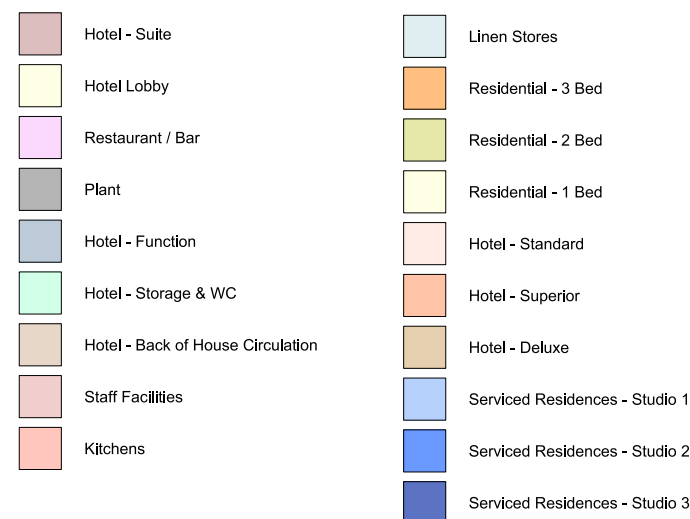 Hotel - Suite
Hotel Lobby
Restaurant / Bar
Plant
Hotel - Function
Hotel - Storage & WC
Hotel - Back of House Circulation
Staff Facilities
Kitchens
Linen Stores
Residential - 3 Bed
Residential - 2 Bed
Residential - 1 Bed
Hotel - Standard
Hotel - Superior
Hotel - Deluxe
Serviced Residences - Studio 1
Serviced Residences - Studio 2
Serviced Residences - Studio 3